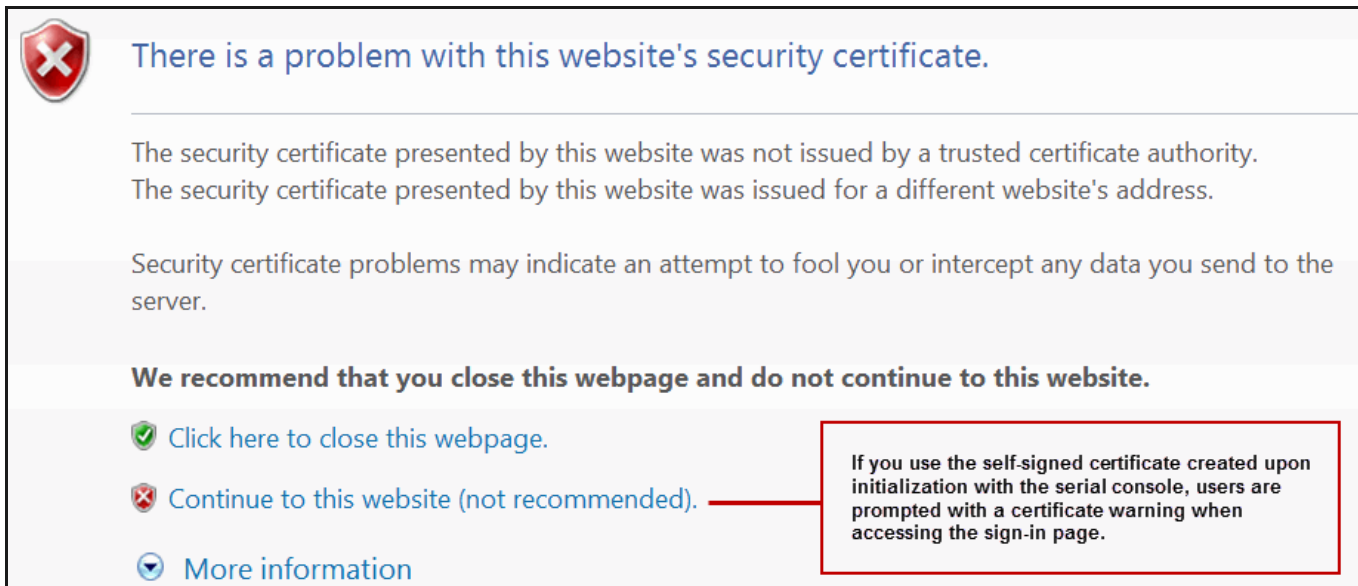 There is a problem with this website's security certificate.
The security certificate presented by this website was not issued by a trusted certificate authority.
The security certificate presented by this website was issued for a different website's address.
Security certificate problems may indicate an attempt to fool you or intercept any data you send to the
server.
We recommend that you close this webpage and do not continue to this website.
Click here to close this webpage.
Continue to this website (not recommended).
If you use the self-signed certificate created upon
initialization with the serial console, users are
prompted with a certificate warning when
accessing the sign-in page.
More information